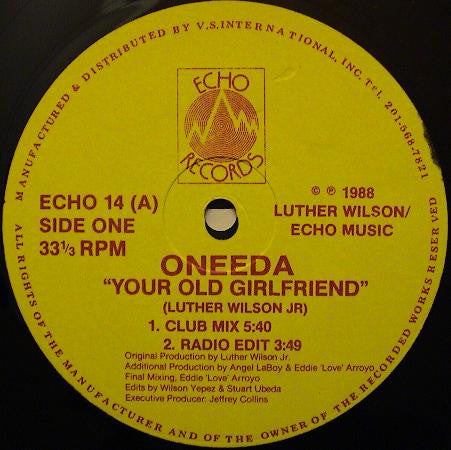 MANUFACTURED & DISTRIBUTED BY V.S.INTERNATIONAL, INC. Tel. 201-568-7821
ECHO
RECORDS
ECHO 14 (A)
SIDE ONE
33 1/3 RPM
© ℗ 1988
LUTHER WILSON/
ECHO MUSIC
ONEEDA
"YOUR OLD GIRLFRIEND"
(LUTHER WILSON JR)
1. CLUB MIX 5:40
2. RADIO EDIT 3:49
Original Production by Luther Wilson Jr.
Additional Production by Angel LaBoy & Eddie 'Love' Arroyo
Final Mixing, Eddie 'Love' Arroyo
Edits by Wilson Yepez & Stuart Ubeda
Executive Producer: Jeffrey Collins
ALL RIGHTS OF THE MANUFACTURER AND OF THE OWNER OF THE RECORDED WORKS RESERVED